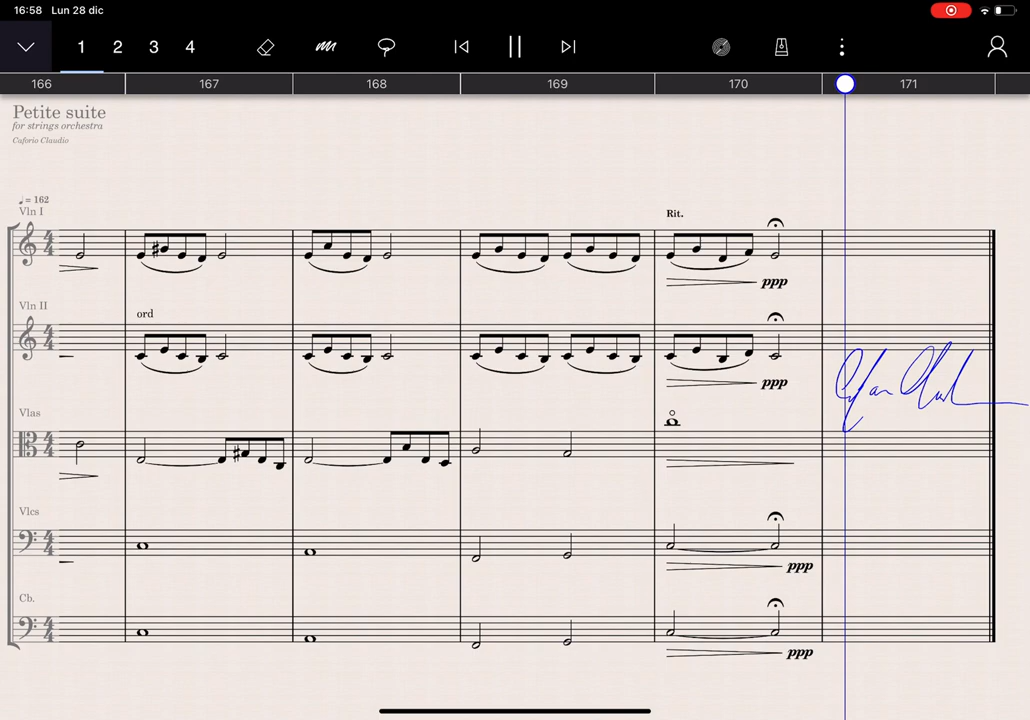 16:58 Lun 28 dic
1 2 3 4
166 167 168 169 170 171
Petite suite
for strings orchestra
Caforio Claudio
♩ = 162
Vln I
Rit.
ppp
Vln II
ord
ppp
Vlas
Vlcs
ppp
Cb.
ppp